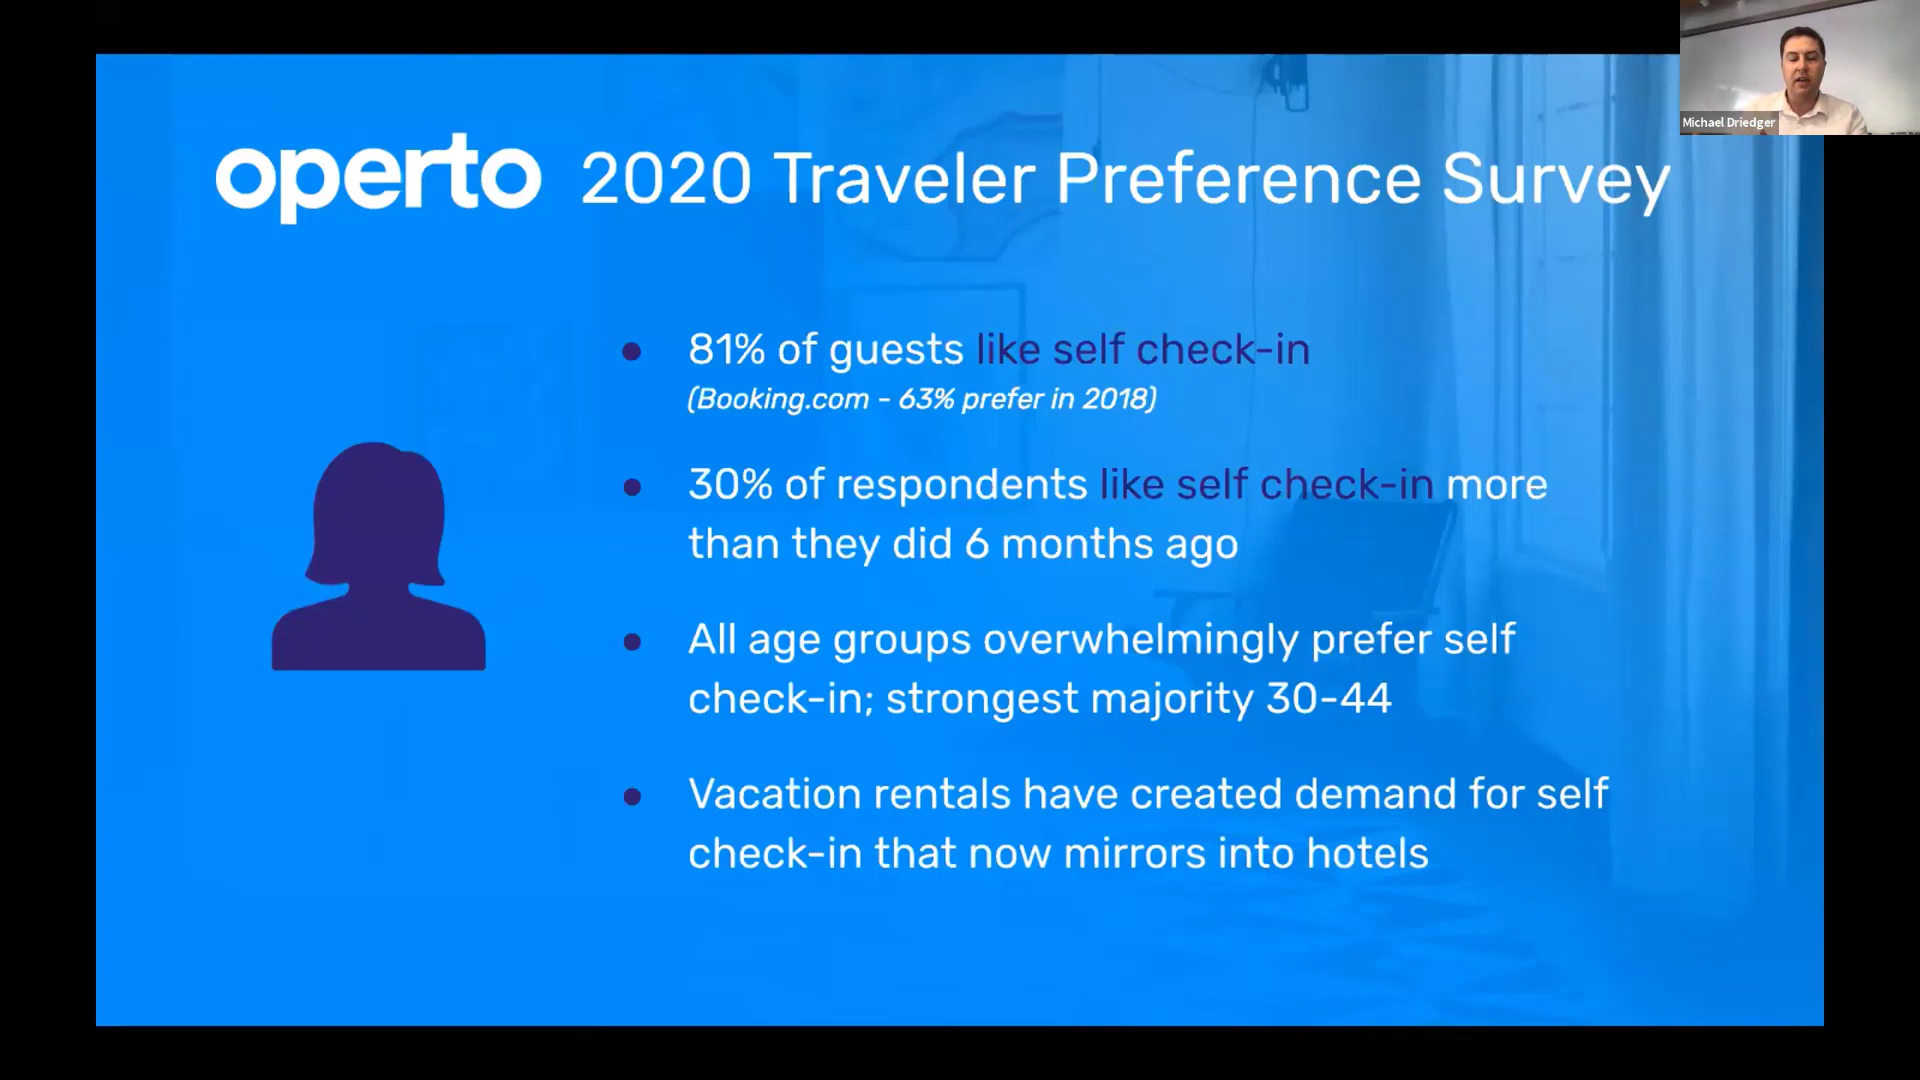 Michael Driedger
operto 2020 Traveler Preference Survey
81% of guests like self check-in
(Booking.com - 63% prefer in 2018)
30% of respondents like self check-in more
than they did 6 months ago
All age groups overwhelmingly prefer self
check-in; strongest majority 30-44
Vacation rentals have created demand for self
check-in that now mirrors into hotels